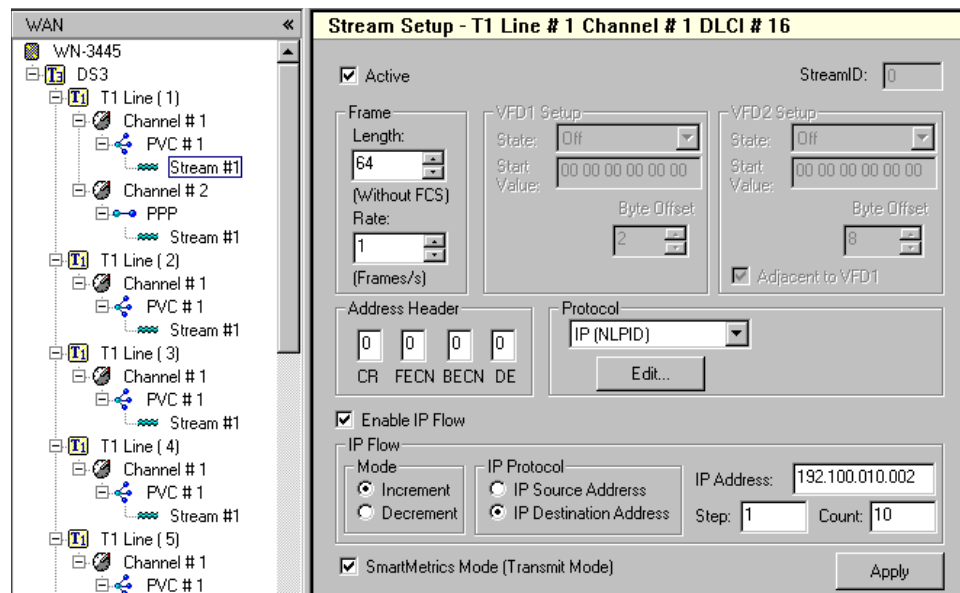 WAN «
WN-3445
T3 DS3
T1 T1 Line ( 1)
Channel # 1
PVC # 1
Stream #1
Channel # 2
PPP
Stream #1
T1 T1 Line ( 2)
Channel # 1
PVC # 1
Stream #1
T1 T1 Line ( 3)
Channel # 1
PVC # 1
Stream #1
T1 T1 Line ( 4)
Channel # 1
PVC # 1
Stream #1
T1 T1 Line ( 5)
Channel # 1
PVC # 1
Stream Setup - T1 Line # 1 Channel # 1 DLCI # 16
Active
StreamID: 0
Frame
Length:
64
(Without FCS)
Rate:
1
(Frames/s)
VFD1 Setup
State: Off
Start Value: 00 00 00 00 00 00
Byte Offset
2
VFD2 Setup
State: Off
Start Value: 00 00 00 00 00 00
Byte Offset
8
Adjacent to VFD1
Address Header
0 0 0 0
CR FECN BECN DE
Protocol
IP (NLPID)
Edit...
Enable IP Flow
IP Flow
Mode
Increment
Decrement
IP Protocol
IP Source Addrerss
IP Destination Address
IP Address: 192.100.010.002
Step: 1 Count: 10
SmartMetrics Mode (Transmit Mode)
Apply